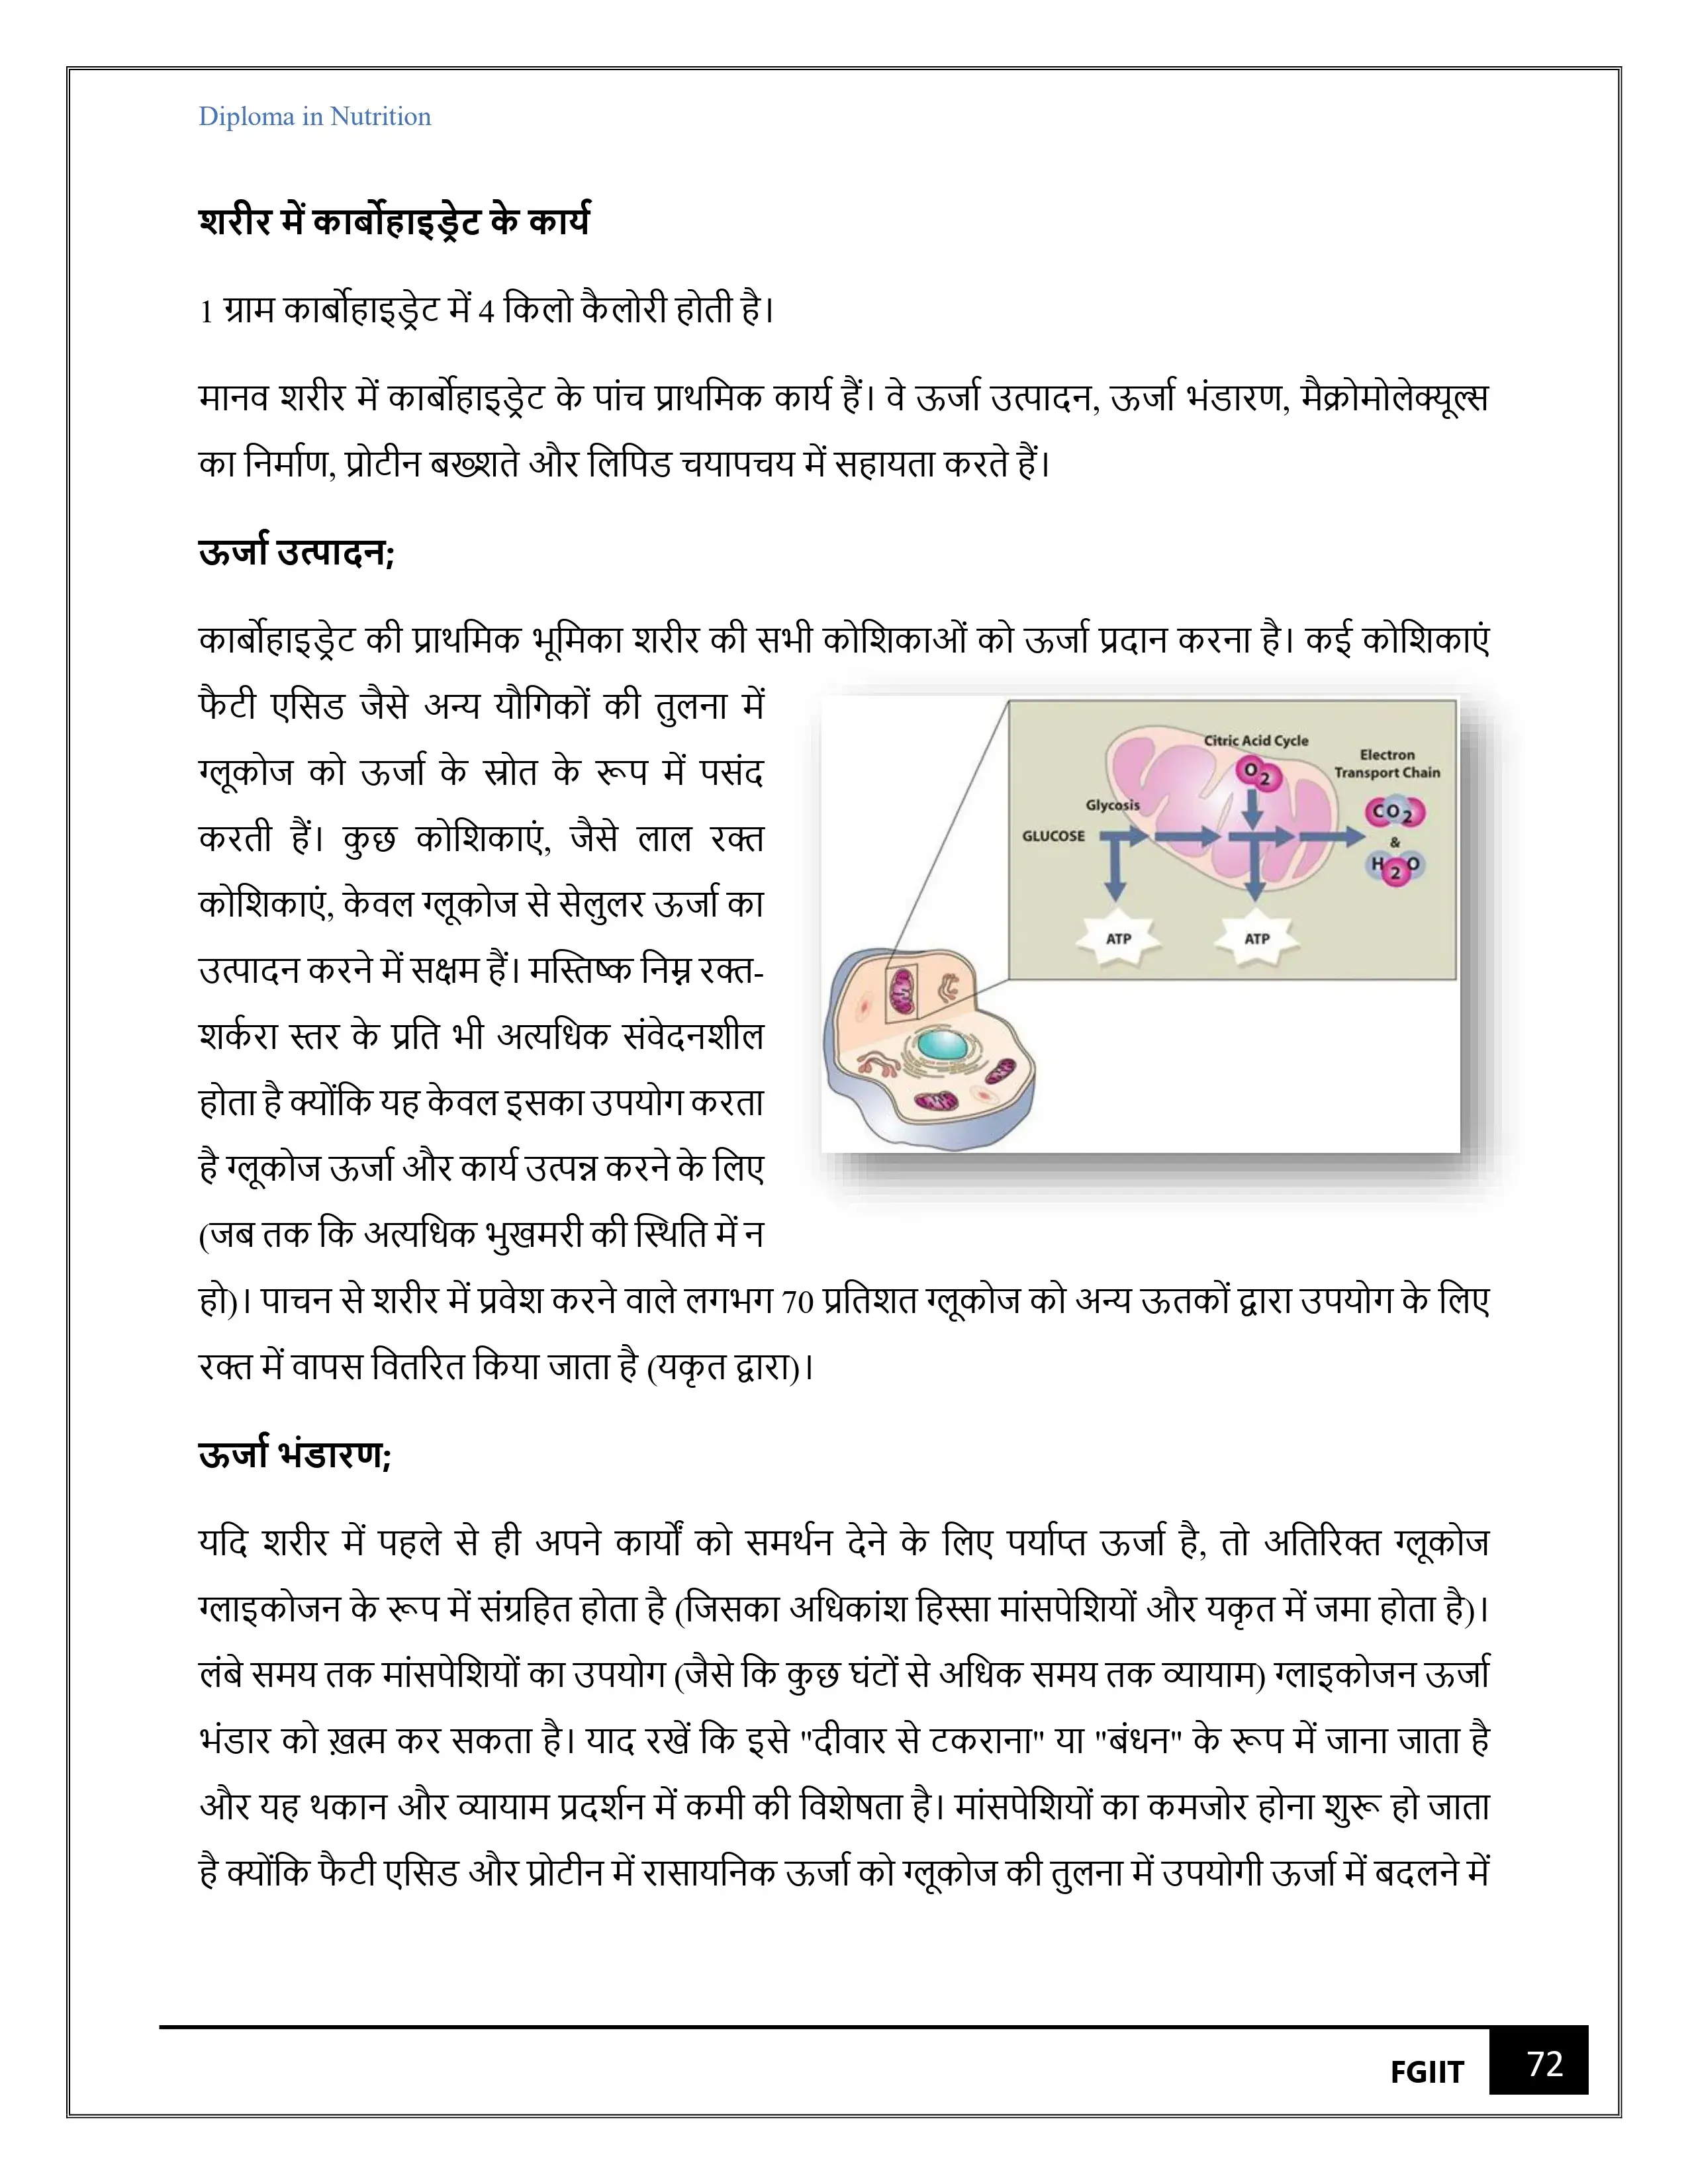 Diploma in Nutrition
शरीर में कार्बोहाइड्रेट के कार्य
1 ग्राम कार्बोहाइड्रेट में 4 किलो कैलोरी होती है।
मानव शरीर में कार्बोहाइड्रेट के पांच प्राथमिक कार्य हैं। वे ऊर्जा उत्पादन, ऊर्जा भंडारण, मैक्रोमोलेक्यूल्स
का निर्माण, प्रोटीन बख्शते और लिपिड चयापचय में सहायता करते हैं।
ऊर्जा उत्पादन;
कार्बोहाइड्रेट की प्राथमिक भूमिका शरीर की सभी कोशिकाओं को ऊर्जा प्रदान करना है। कई कोशिकाएं
फैटी एसिड जैसे अन्य यौगिकों की तुलना में
ग्लूकोज को ऊर्जा के स्रोत के रूप में पसंद
करती हैं। कुछ कोशिकाएं, जैसे लाल रक्त
कोशिकाएं, केवल ग्लूकोज से सेलुलर ऊर्जा का
उत्पादन करने में सक्षम हैं। मस्तिष्क निम्न रक्त-
शर्करा स्तर के प्रति भी अत्यधिक संवेदनशील
होता है क्योंकि यह केवल इसका उपयोग करता
है ग्लूकोज ऊर्जा और कार्य उत्पन्न करने के लिए
(जब तक कि अत्यधिक भुखमरी की स्थिति में न
हो)। पाचन से शरीर में प्रवेश करने वाले लगभग 70 प्रतिशत ग्लूकोज को अन्य ऊतकों द्वारा उपयोग के लिए
रक्त में वापस वितरित किया जाता है (यकृत द्वारा)।
Citric Acid Cycle
Electron
Transport Chain
O2
Glycosis
CO2
GLUCOSE
&
H2O
ATP
ATP
ऊर्जा भंडारण;
यदि शरीर में पहले से ही अपने कार्यों को समर्थन देने के लिए पर्याप्त ऊर्जा है, तो अतिरिक्त ग्लूकोज
ग्लाइकोजन के रूप में संग्रहित होता है (जिसका अधिकांश हिस्सा मांसपेशियों और यकृत में जमा होता है)।
लंबे समय तक मांसपेशियों का उपयोग (जैसे कि कुछ घंटों से अधिक समय तक व्यायाम) ग्लाइकोजन ऊर्जा
भंडार को ख़त्म कर सकता है। याद रखें कि इसे "दीवार से टकराना" या "बंधन" के रूप में जाना जाता है
और यह थकान और व्यायाम प्रदर्शन में कमी की विशेषता है। मांसपेशियों का कमजोर होना शुरू हो जाता
है क्योंकि फैटी एसिड और प्रोटीन में रासायनिक ऊर्जा को ग्लूकोज की तुलना में उपयोगी ऊर्जा में बदलने में
FGIIT
72